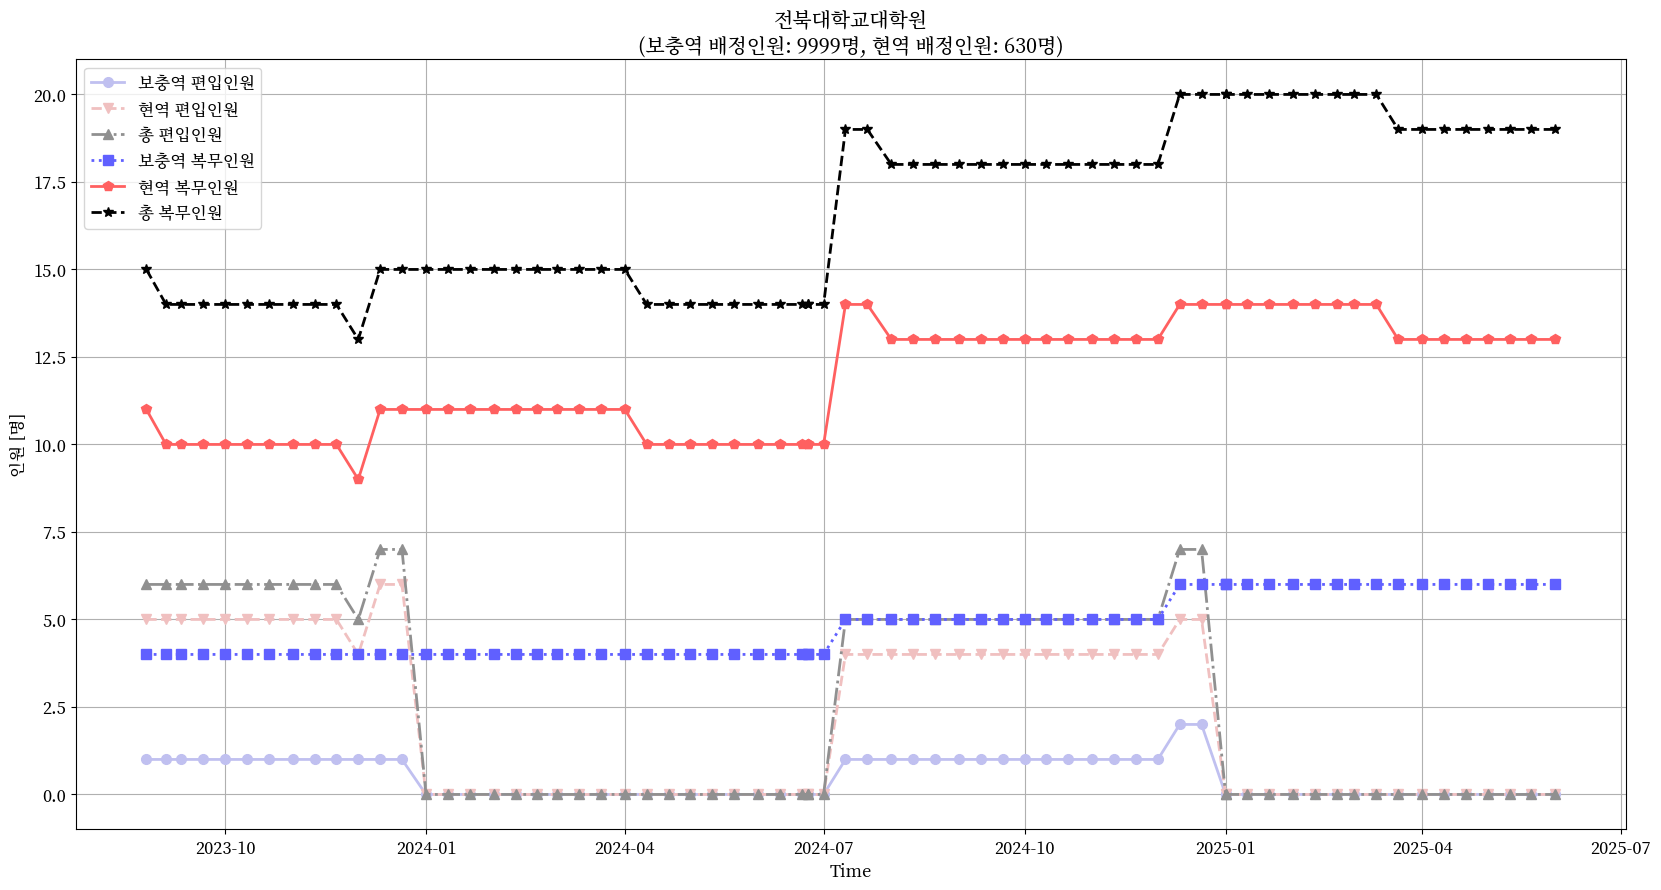 전북대학교대학원
(보충역 배정인원: 9999명, 현역 배정인원: 630명)
보충역 편입인원
현역 편입인원
총 편입인원
보충역 복무인원
현역 복무인원
총 복무인원
20.0
17.5
15.0
12.5
10.0
7.5
5.0
2.5
0.0
인원 [명]
2023-10
2024-01
2024-04
2024-07
2024-10
2025-01
2025-04
2025-07
Time